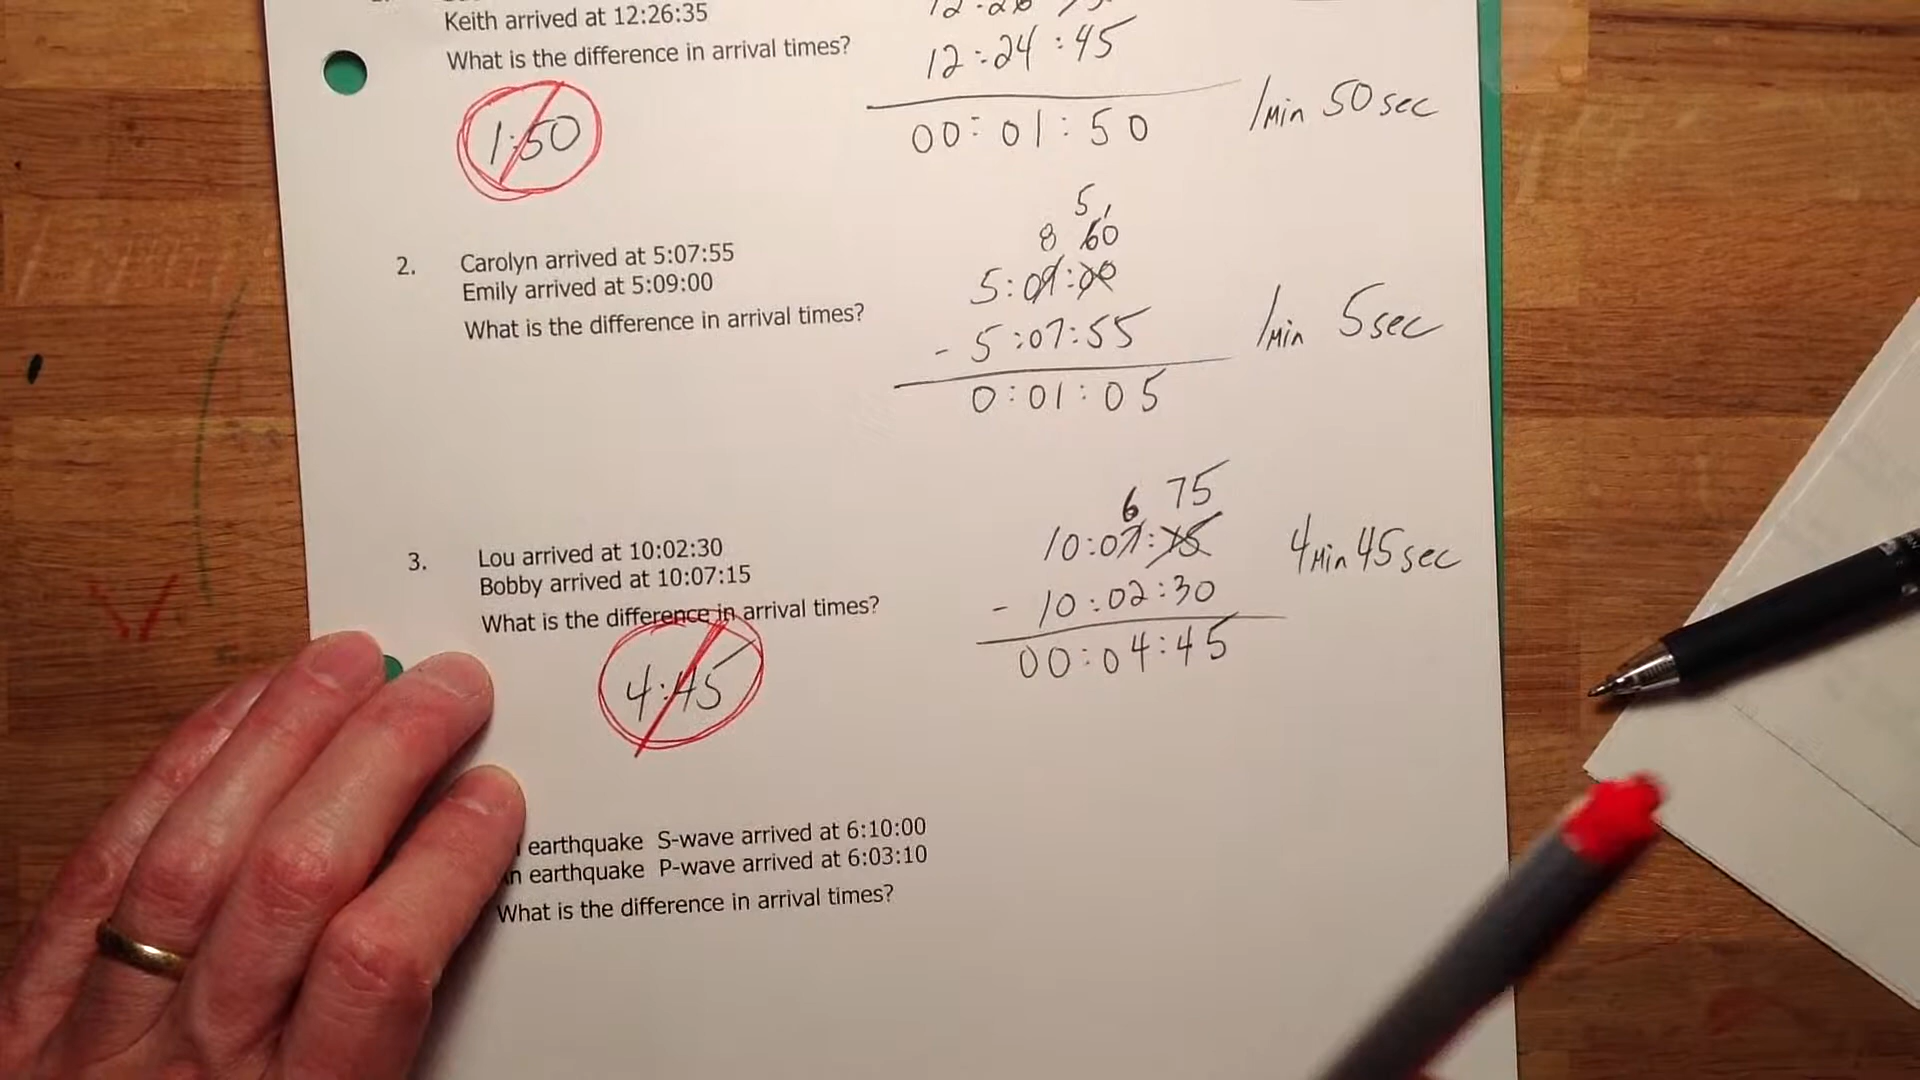 Keith arrived at 12:26:35
What is the difference in arrival times?
12:24:45
00:01:50
1 min 50 sec
1:50
2. Carolyn arrived at 5:07:55
Emily arrived at 5:09:00
What is the difference in arrival times?
5
8 60
5:09:00
- 5:07:55
0:01:05
1 min 5 sec
3. Lou arrived at 10:02:30
Bobby arrived at 10:07:15
What is the difference in arrival times?
4:45
6 75
10:07:15
- 10:02:30
00:04:45
4 min 45 sec
earthquake S-wave arrived at 6:10:00
earthquake P-wave arrived at 6:03:10
What is the difference in arrival times?